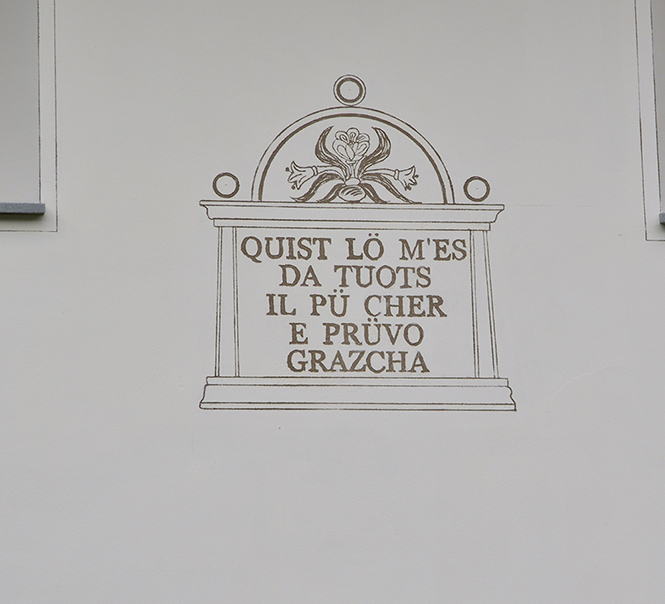 QUIST LÖ M'ES
DA TUOTS
IL PÜ CHER
E PRÜVO
GRAZCHA